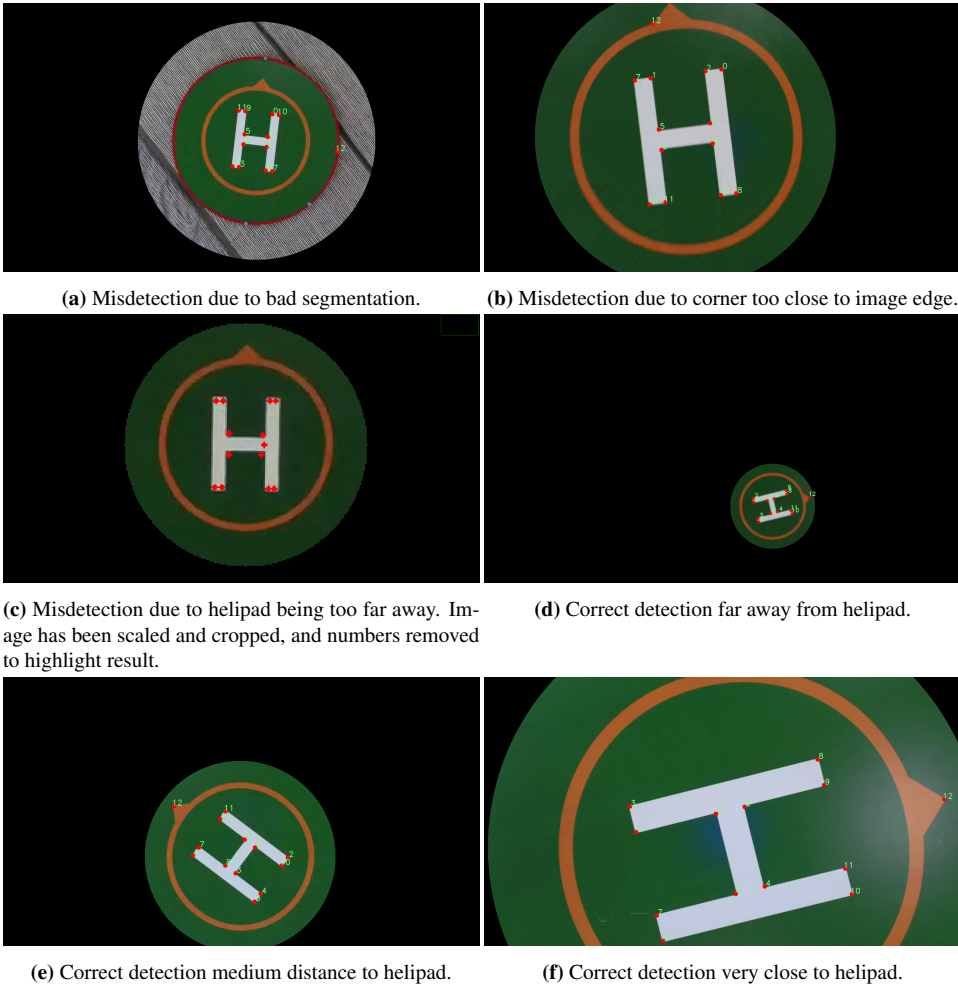 (a) Misdetection due to bad segmentation.
(b) Misdetection due to corner too close to image edge.
(c) Misdetection due to helipad being too far away. Im-
age has been scaled and cropped, and numbers removed
to highlight result.
(d) Correct detection far away from helipad.
(e) Correct detection medium distance to helipad.
(f) Correct detection very close to helipad.